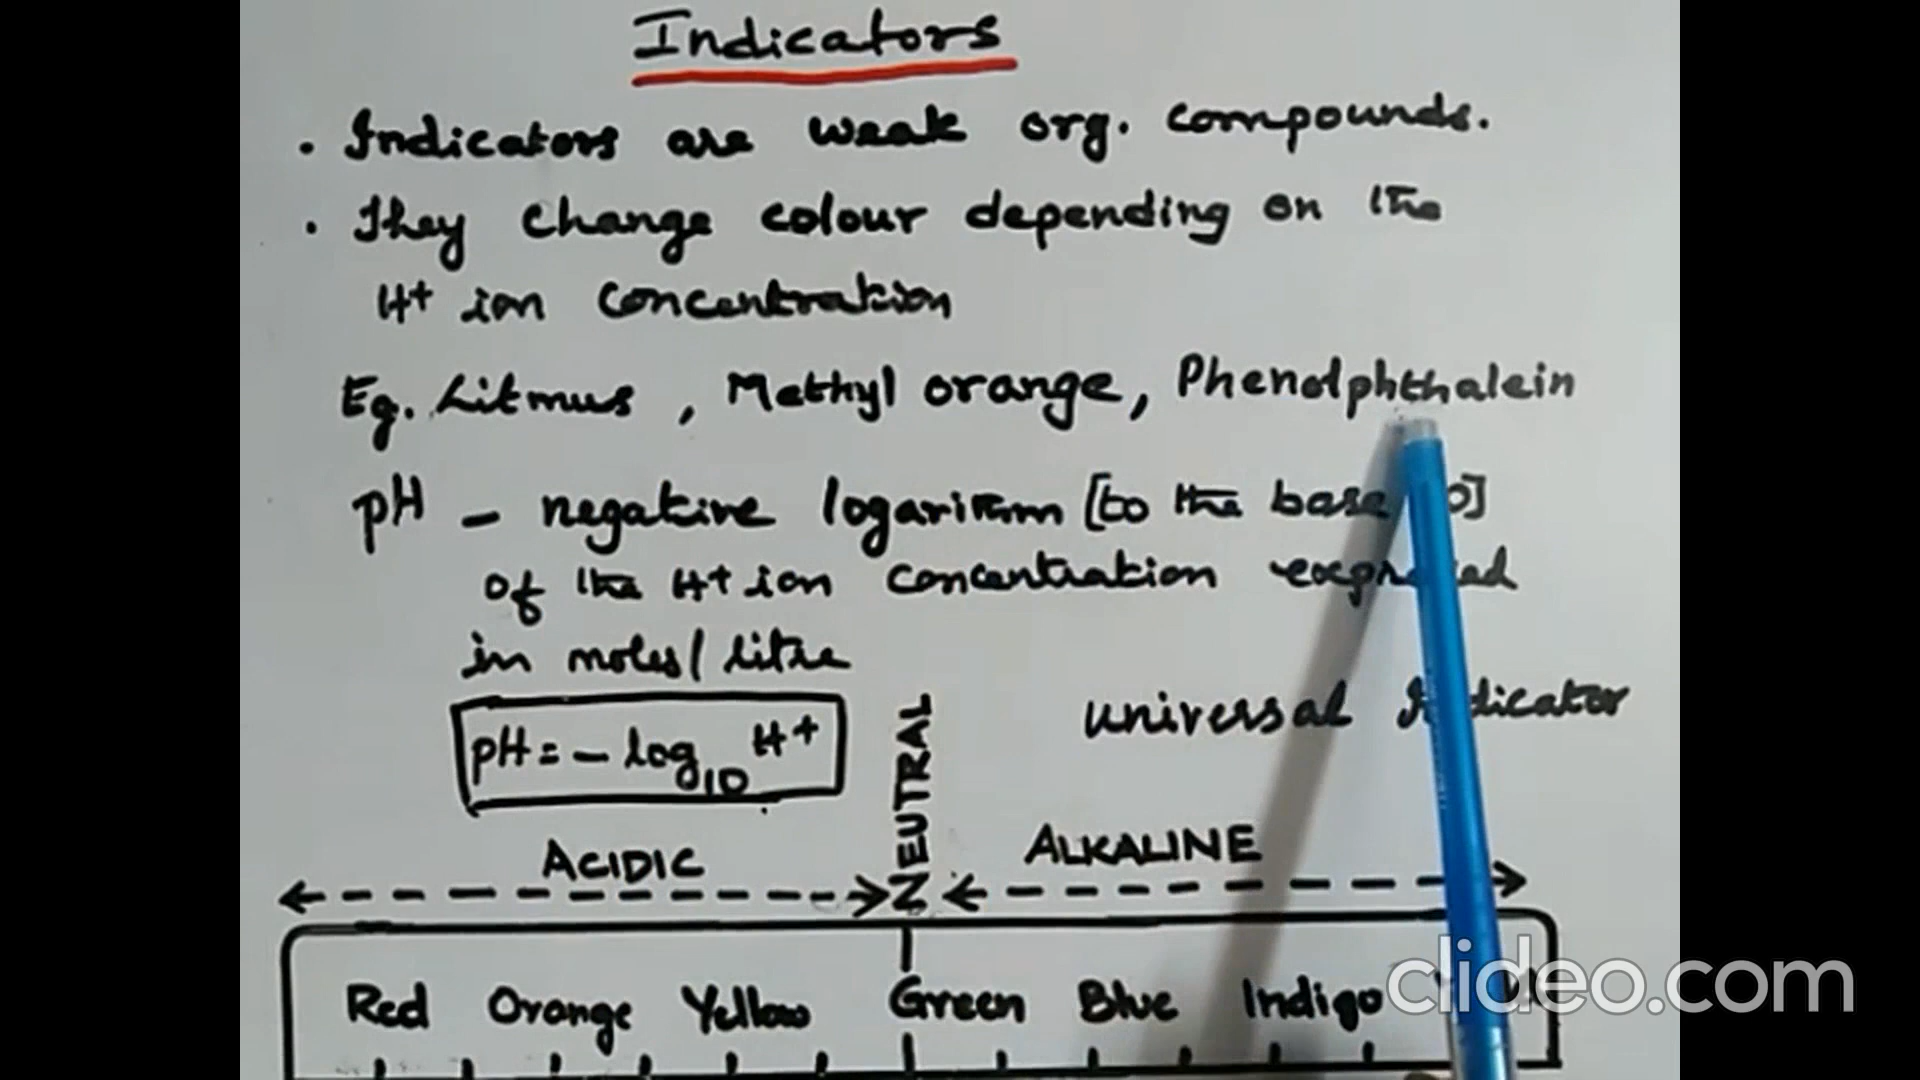 Indicators
. Indicators are weak org. compounds.
. They change colour depending on the
H+ ion concentration
Eg. Litmus, Methyl orange, Phenolphthalein
pH - negative logarithm [to the base
of the H+ ion concentration
in moles/litre
pH = - log10 H+
universal Indicator
NEUTRAL
ACIDIC
ALKALINE
Red Orange Yellow Green Blue Indigo
clideo.com